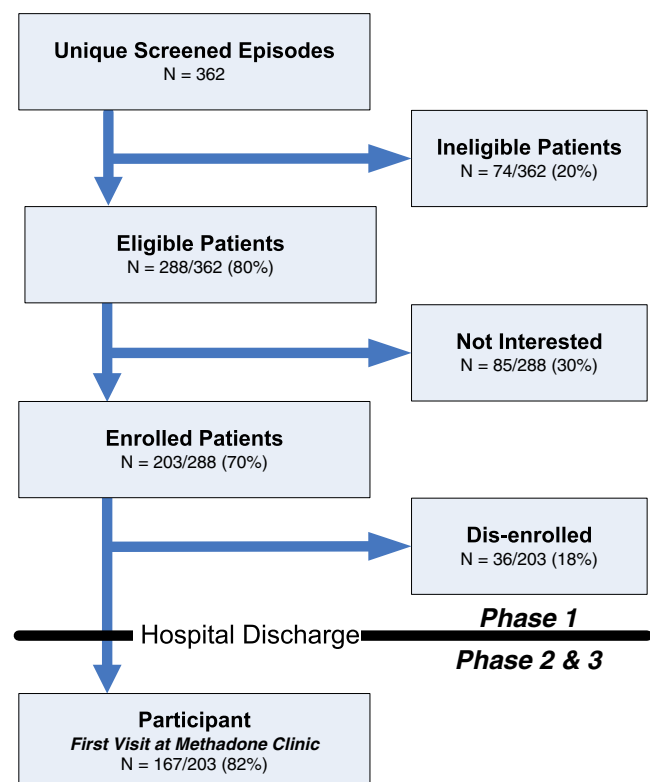 Unique Screened Episodes
N = 362
Ineligible Patients
N = 74/362 (20%)
Eligible Patients
N = 288/362 (80%)
Not Interested
N = 85/288 (30%)
Enrolled Patients
N = 203/288 (70%)
Dis-enrolled
N = 36/203 (18%)
Phase 1
Hospital Discharge
Phase 2 & 3
Participant
First Visit at Methadone Clinic
N = 167/203 (82%)